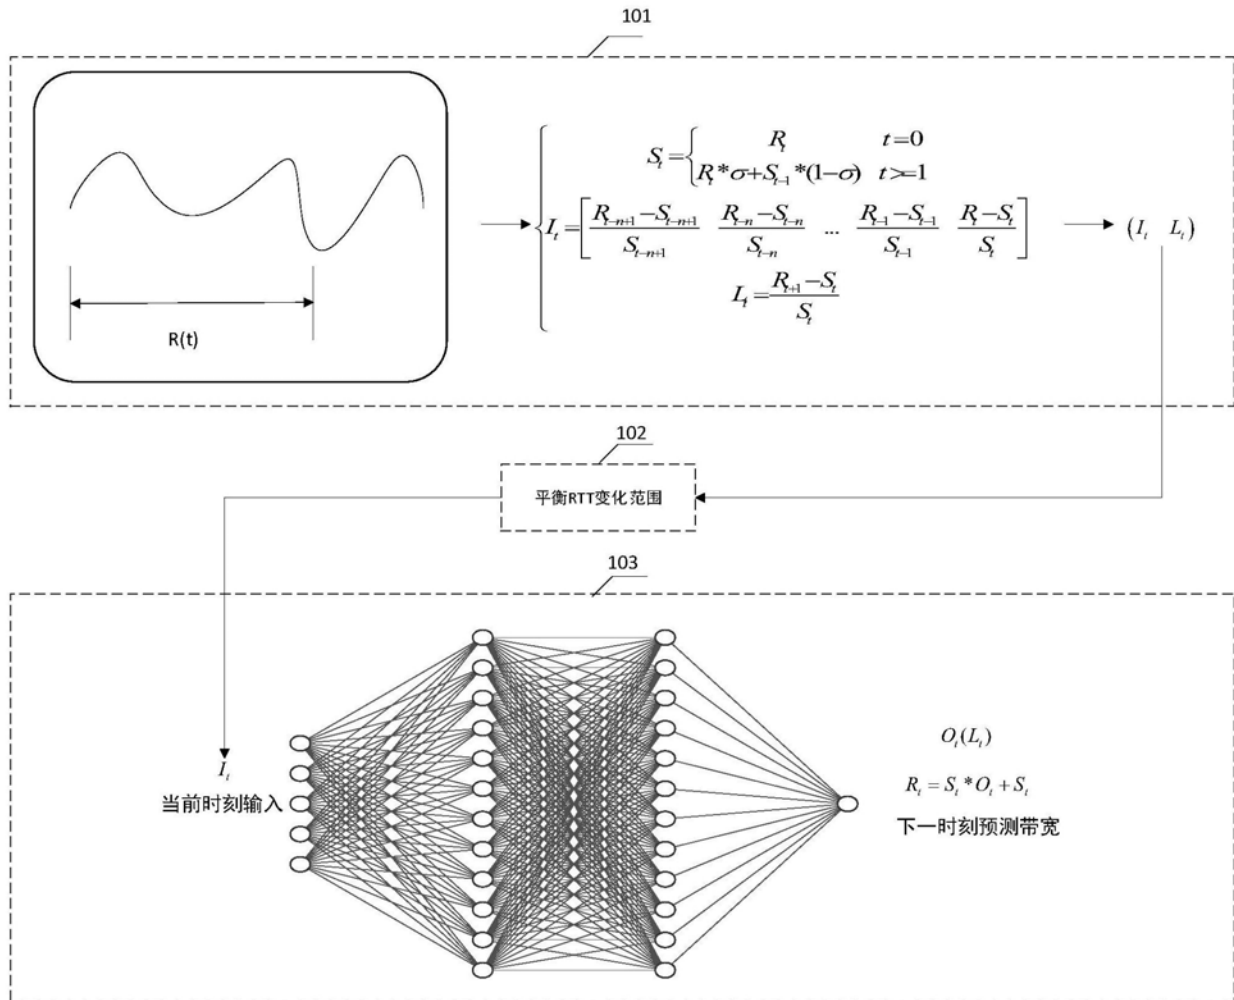 101
S_t = { R_t t=0
R_t*σ+S_{t-1}*(1-σ) t>=1
I_t = [ (R_{t-n+1}-S_{t-n+1})/S_{t-n+1} (R_{t-n}-S_{t-n})/S_{t-n} ... (R_{t-1}-S_{t-1})/S_{t-1} (R_t-S_t)/S_t ]
(I_t L_t)
L_t = (R_{t+1}-S_t)/S_t
R(t)
102
平衡RTT变化范围
103
O_t(L_t)
I_t
R_t = S_t * O_t + S_t
当前时刻输入
下一时刻预测带宽